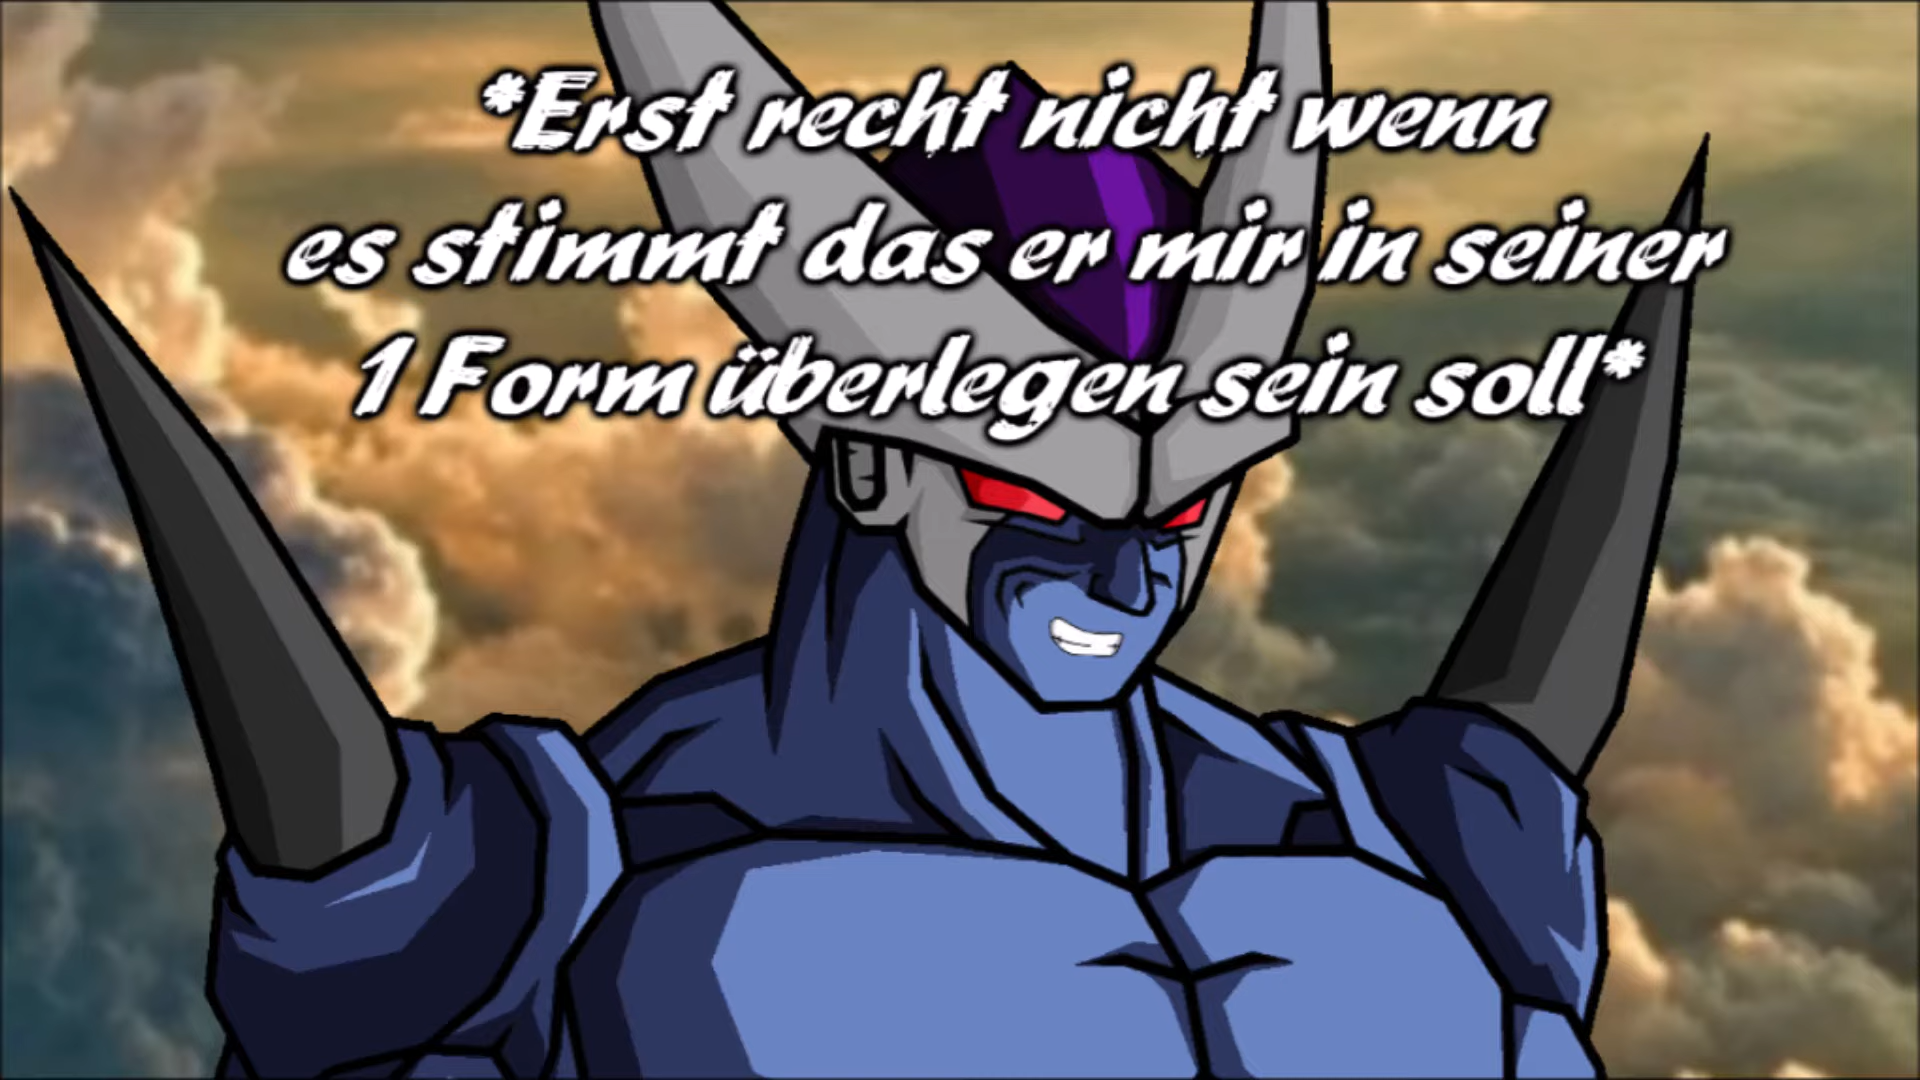 *Erst recht nicht wenn
es stimmt das er mir in seiner
1 Form überlegen sein soll*